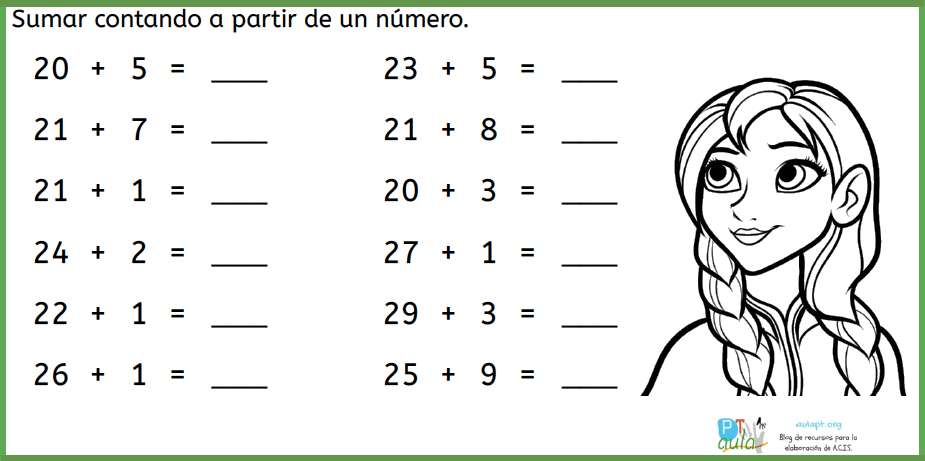 Sumar contando a partir de un número.
20 + 5 = ____ 23 + 5 = ____
21 + 7 = ____ 21 + 8 = ____
21 + 1 = ____ 20 + 3 = ____
24 + 2 = ____ 27 + 1 = ____
22 + 1 = ____ 29 + 3 = ____
26 + 1 = ____ 25 + 9 = ____
PT
aula
aulapt.org
Blog de recursos para la
elaboración de A.C.I.S.